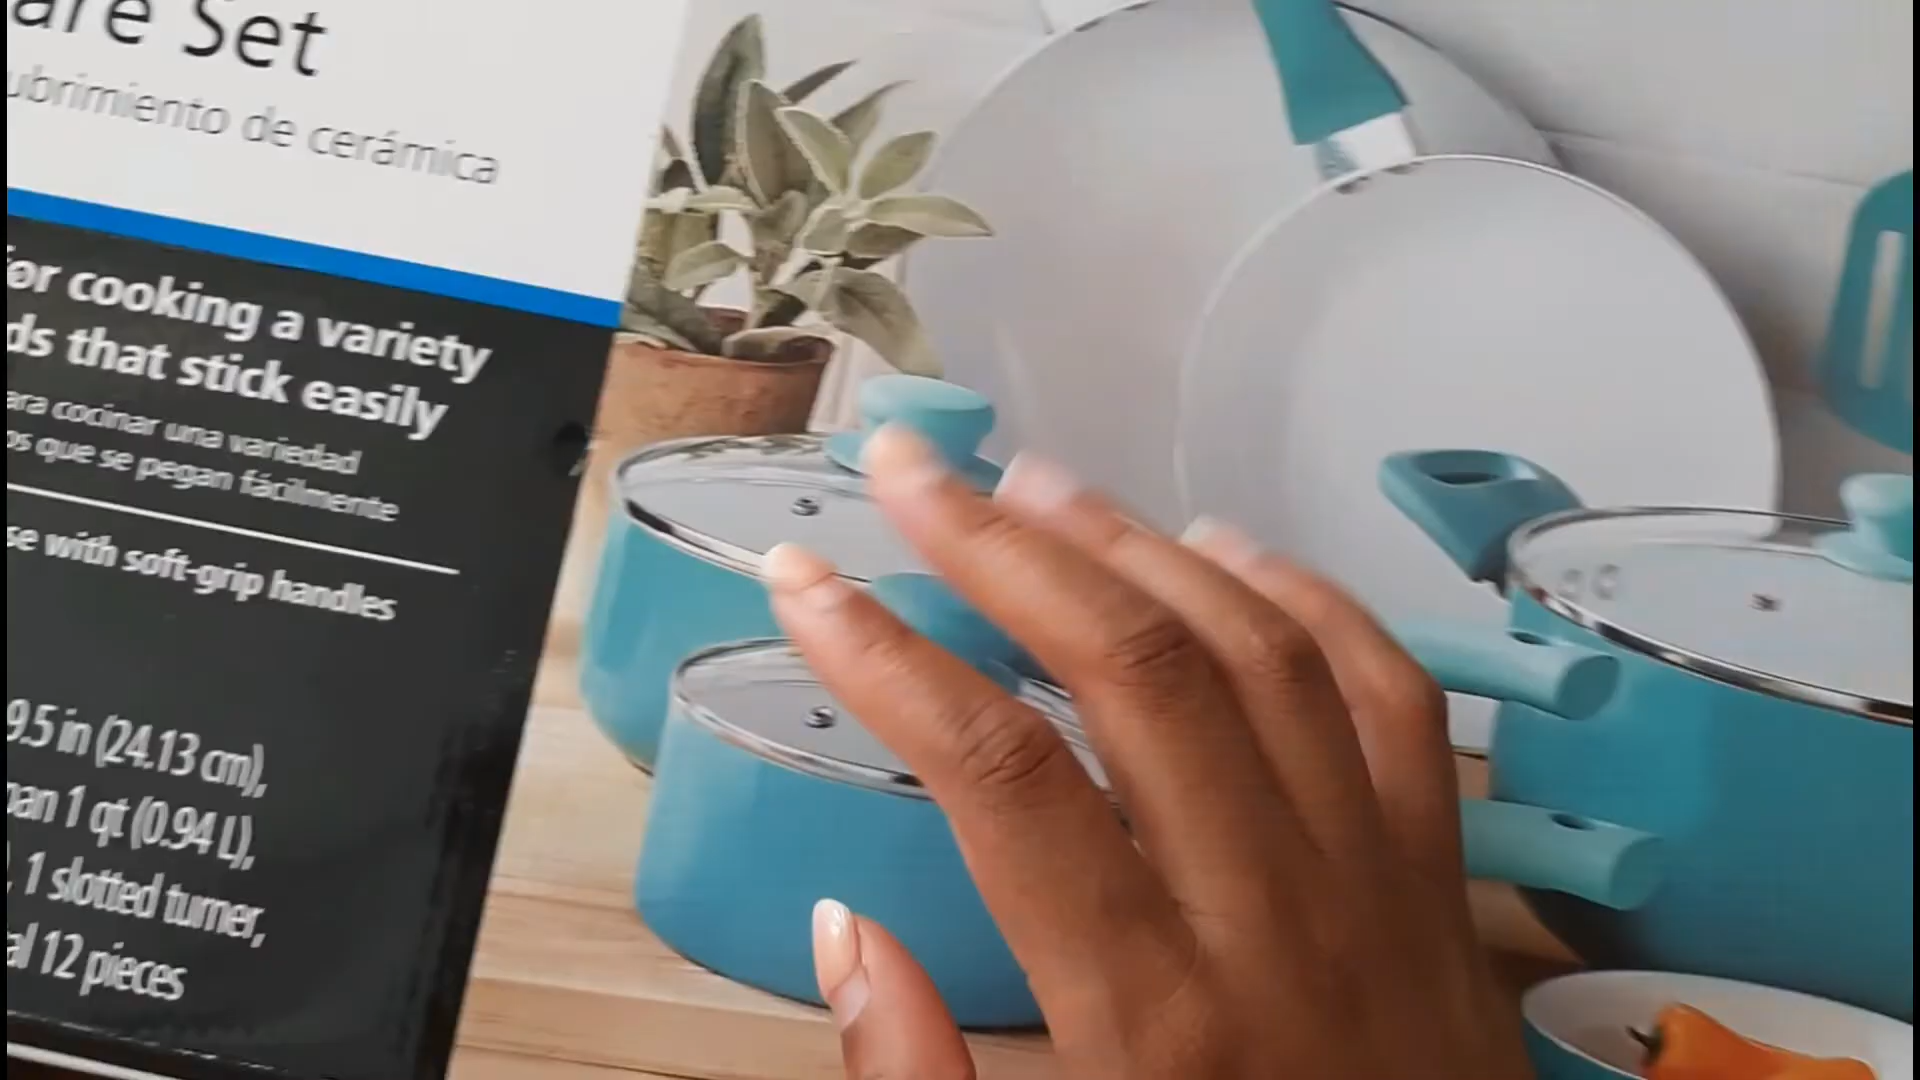 are Set
ubrimiento de cerámica
for cooking a variety
ds that stick easily
ara cocinar una variedad
os que se pegan fácilmente
se with soft-grip handles
9.5 in (24.13 cm),
pan 1 qt (0.94 L),
, 1 slotted turner,
al 12 pieces